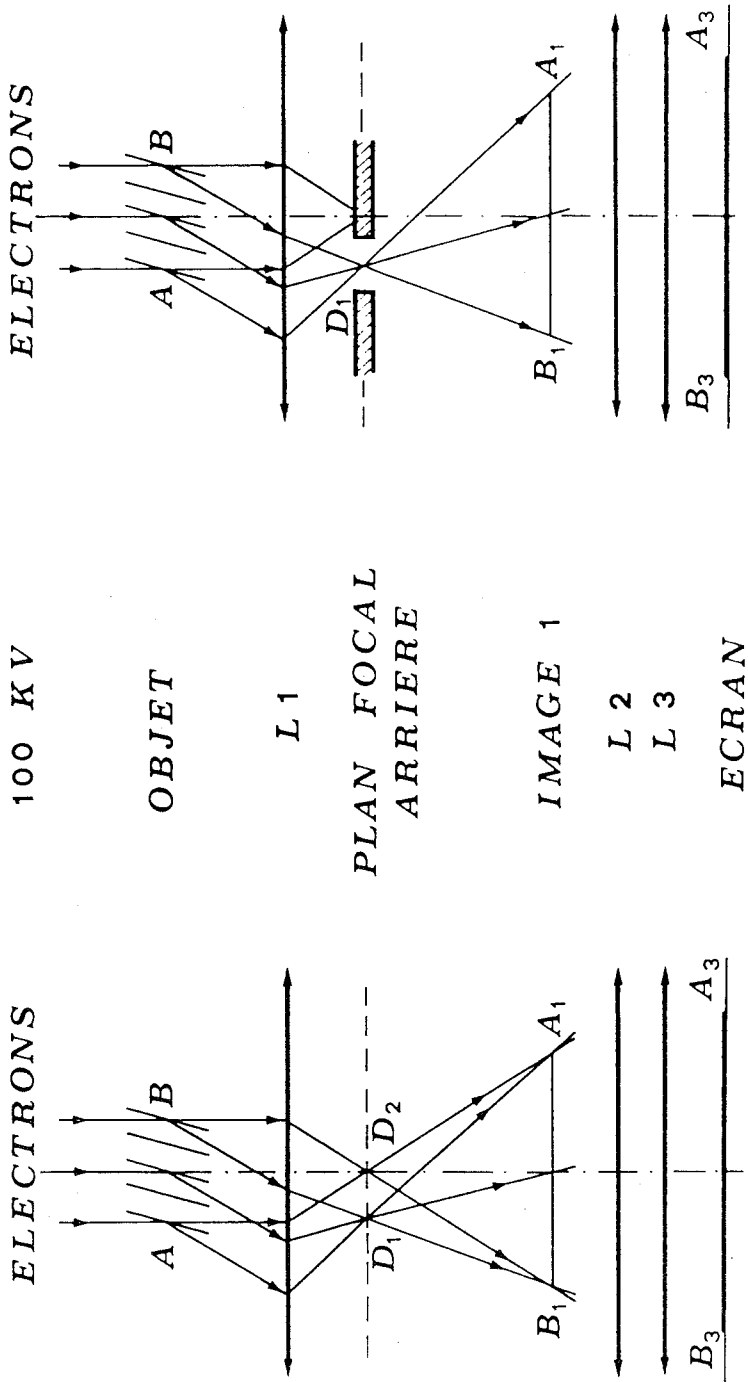 ELECTRONS
A
B
D₁
D₂
B₁
A₁
B₃
A₃
100 KV
OBJET
L 1
PLAN FOCAL
ARRIERE
IMAGE 1
L 2
L 3
ECRAN
ELECTRONS
A
B
D₁
B₁
A₁
B₃
A₃